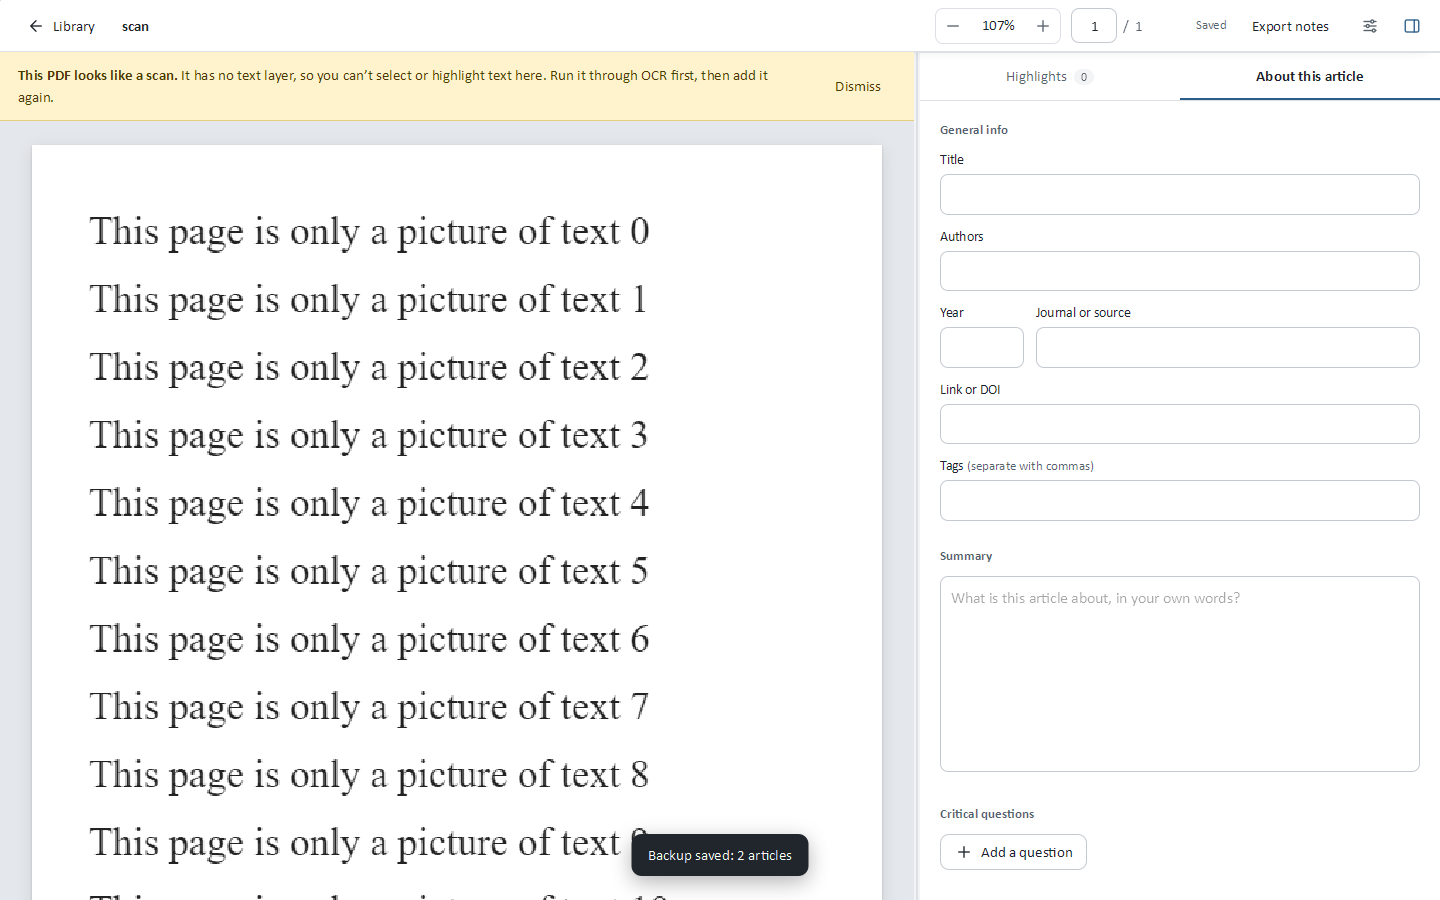 Library
scan
107%
1 / 1
Saved
Export notes
This PDF looks like a scan. It has no text layer, so you can’t select or highlight text here. Run it through OCR first, then add it
again.
Dismiss
This page is only a picture of text 0
This page is only a picture of text 1
This page is only a picture of text 2
This page is only a picture of text 3
This page is only a picture of text 4
This page is only a picture of text 5
This page is only a picture of text 6
This page is only a picture of text 7
This page is only a picture of text 8
This page is only a picture of text
Backup saved: 2 articles
Highlights 0
About this article
General info
Title
Authors
Year
Journal or source
Link or DOI
Tags (separate with commas)
Summary
What is this article about, in your own words?
Critical questions
Add a question